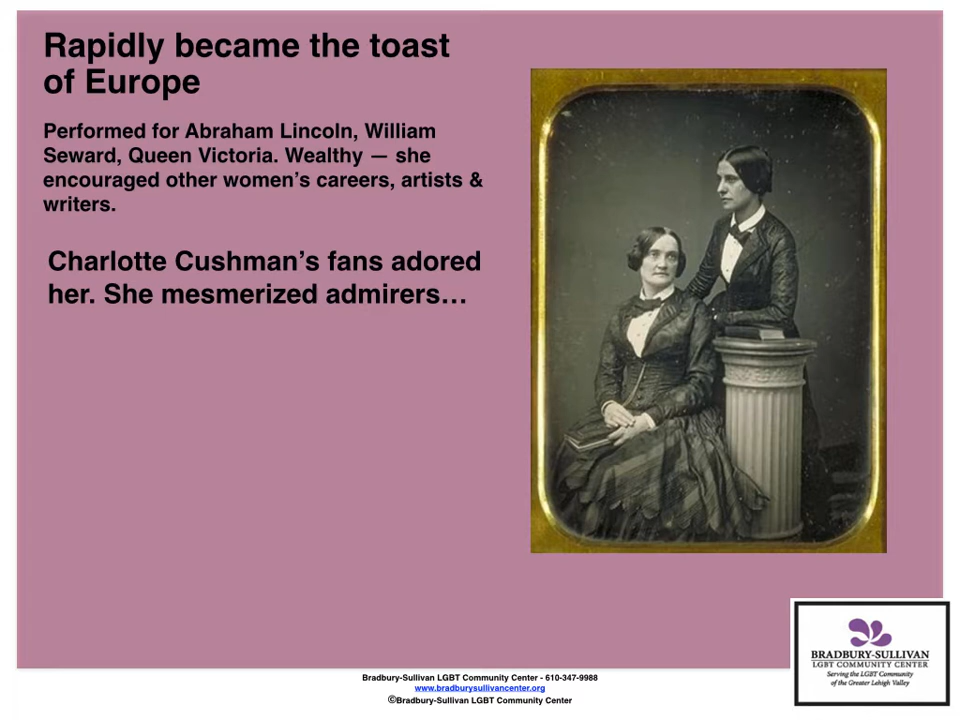 Rapidly became the toast
of Europe
Performed for Abraham Lincoln, William
Seward, Queen Victoria. Wealthy — she
encouraged other women's careers, artists &
writers.
Charlotte Cushman's fans adored
her. She mesmerized admirers...
BRADBURY-SULLIVAN
LGBT COMMUNITY CENTER
Serving the LGBT Community
of the Greater Lehigh Valley
Bradbury-Sullivan LGBT Community Center - 610-347-9988
www.bradburysullivancenter.org
©Bradbury-Sullivan LGBT Community Center